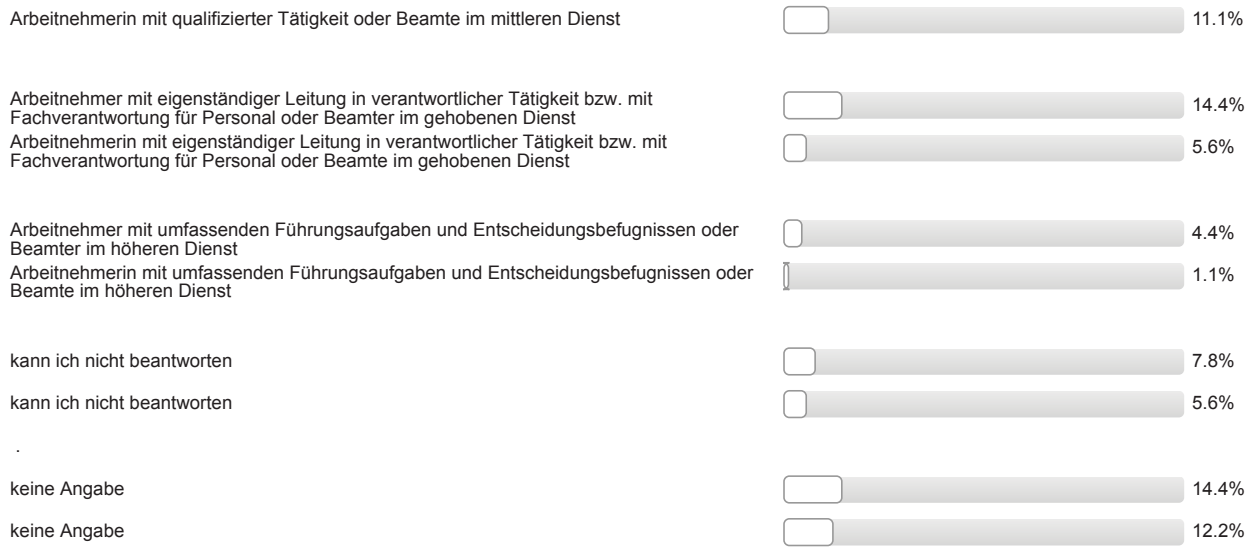 Arbeitnehmerin mit qualifizierter Tätigkeit oder Beamte im mittleren Dienst 11.1%
Arbeitnehmer mit eigenständiger Leitung in verantwortlicher Tätigkeit bzw. mit
Fachverantwortung für Personal oder Beamter im gehobenen Dienst 14.4%
Arbeitnehmerin mit eigenständiger Leitung in verantwortlicher Tätigkeit bzw. mit
Fachverantwortung für Personal oder Beamte im gehobenen Dienst 5.6%
Arbeitnehmer mit umfassenden Führungsaufgaben und Entscheidungsbefugnissen oder
Beamter im höheren Dienst 4.4%
Arbeitnehmerin mit umfassenden Führungsaufgaben und Entscheidungsbefugnissen oder
Beamte im höheren Dienst 1.1%
kann ich nicht beantworten 7.8%
kann ich nicht beantworten 5.6%
.
keine Angabe 14.4%
keine Angabe 12.2%